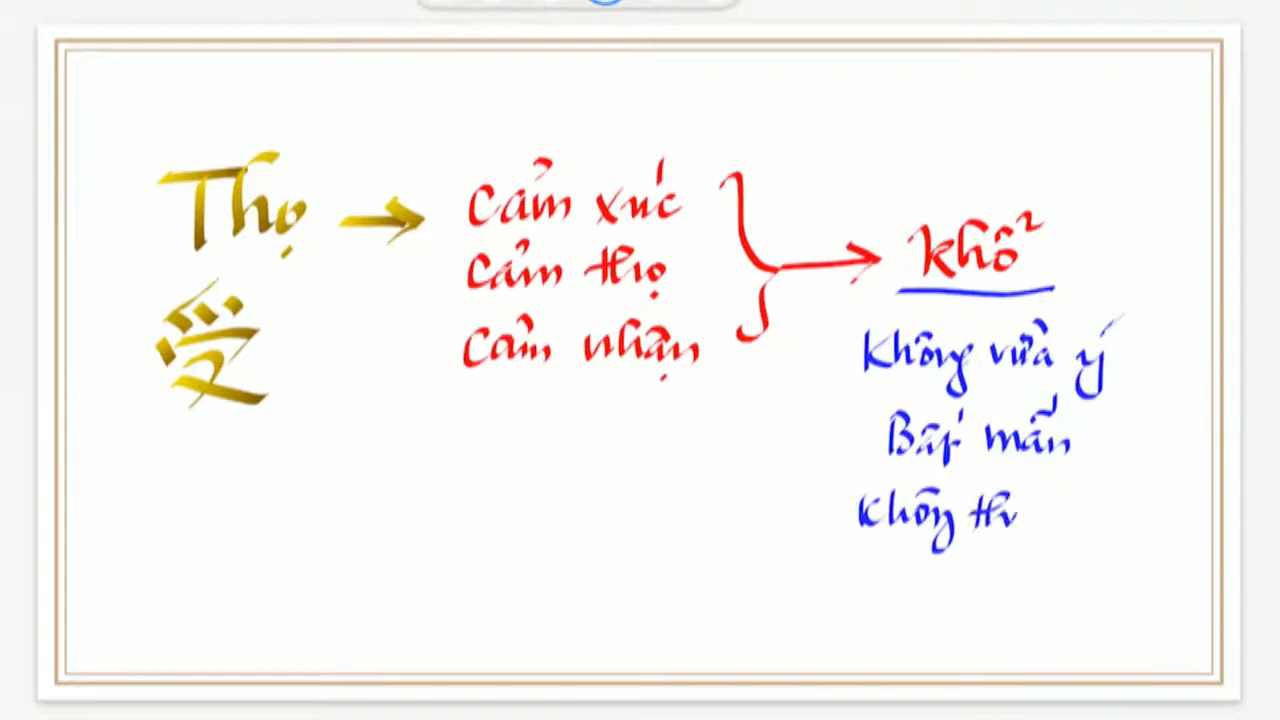 Thọ
受
Cảm xúc
Cảm thọ
Cảm nhận
Khổ
Không vừa ý
Bất mãn
Không